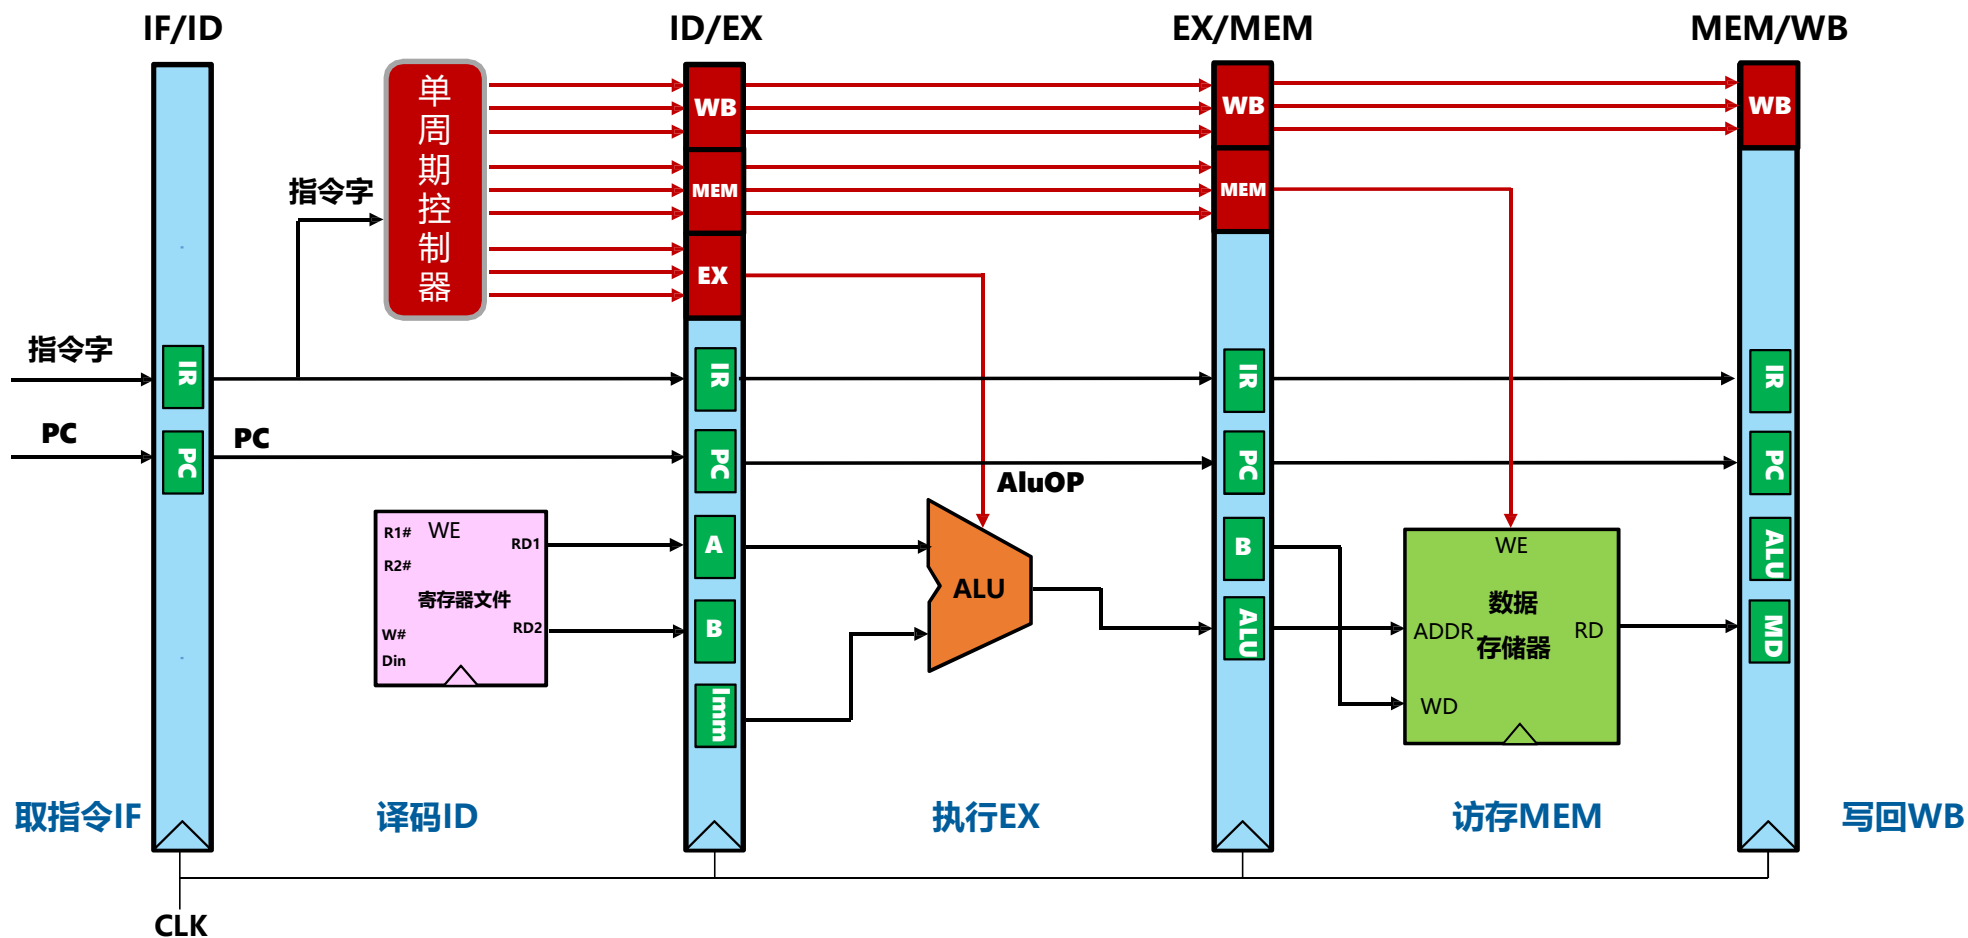 IF/ID
ID/EX
EX/MEM
MEM/WB
单周期控制器
WB
WB
WB
MEM
MEM
EX
指令字
指令字
IR
IR
IR
IR
PC
PC
PC
PC
PC
PC
AluOP
R1#
WE
RD1
R2#
寄存器文件
RD2
W#
Din
A
B
Imm
ALU
B
ALU
WE
数据
存储器
ADDR
RD
WD
ALU
MD
取指令IF
译码ID
执行EX
访存MEM
写回WB
CLK